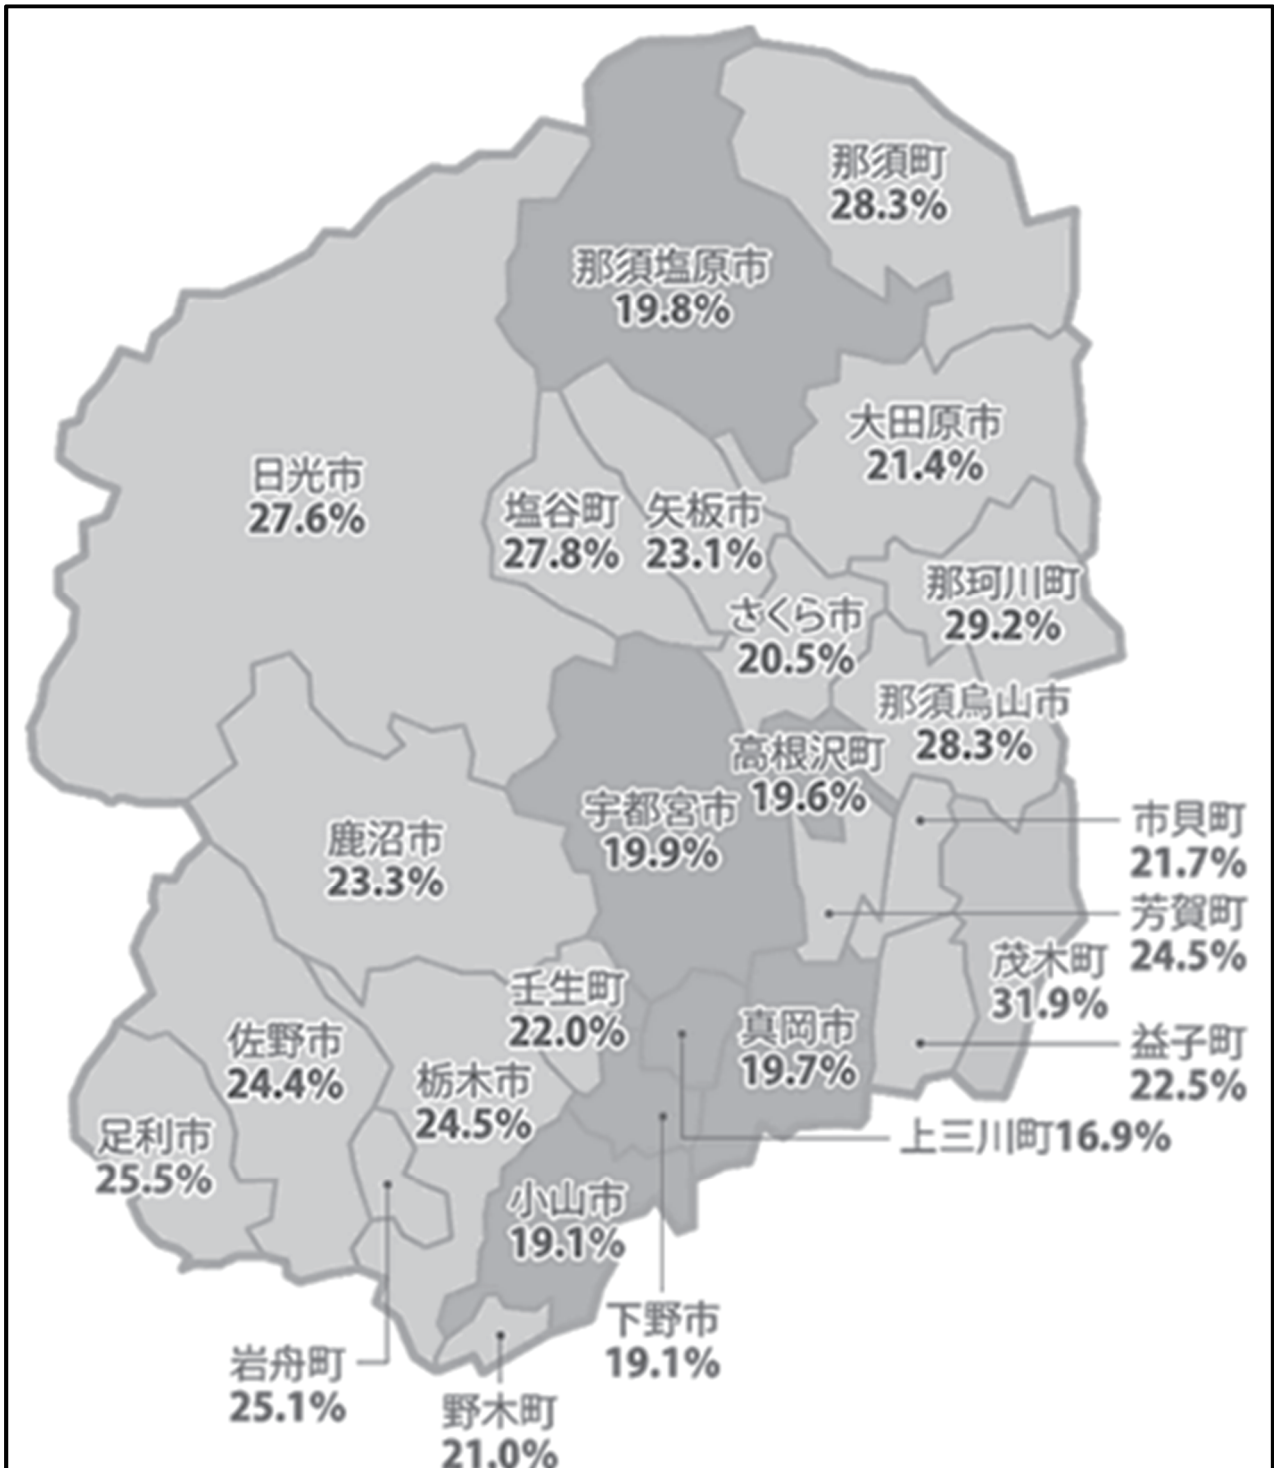 那須町
28.3%
那須塩原市
19.8%
大田原市
21.4%
日光市
27.6%
塩谷町
27.8%
矢板市
23.1%
那珂川町
29.2%
さくら市
20.5%
那須烏山市
28.3%
高根沢町
19.6%
宇都宮市
19.9%
鹿沼市
23.3%
市貝町
21.7%
芳賀町
24.5%
茂木町
31.9%
壬生町
22.0%
真岡市
19.7%
益子町
22.5%
佐野市
24.4%
栃木市
24.5%
足利市
25.5%
上三川町16.9%
小山市
19.1%
下野市
19.1%
岩舟町
25.1%
野木町
21.0%